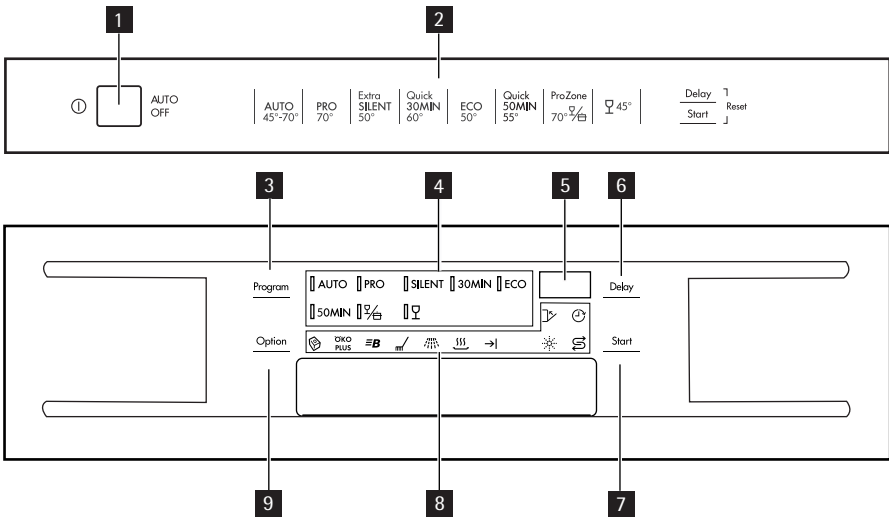 1
2
AUTO
OFF
AUTO
45°-70°
PRO
70°
Extra
SILENT
50°
Quick
30MIN
60°
ECO
50°
Quick
50MIN
55°
ProZone
70°
45°
Delay
Start
Reset
3
4
5
6
Program
AUTO PRO SILENT 30MIN ECO
Delay
50MIN
Option
ÖKO
PLUS
B
Start
9
8
7